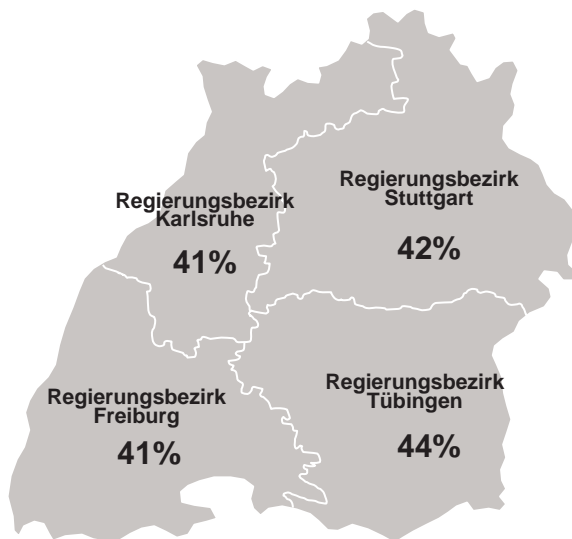 Regierungsbezirk
Stuttgart
42%
Regierungsbezirk
Karlsruhe
41%
Regierungsbezirk
Tübingen
44%
Regierungsbezirk
Freiburg
41%